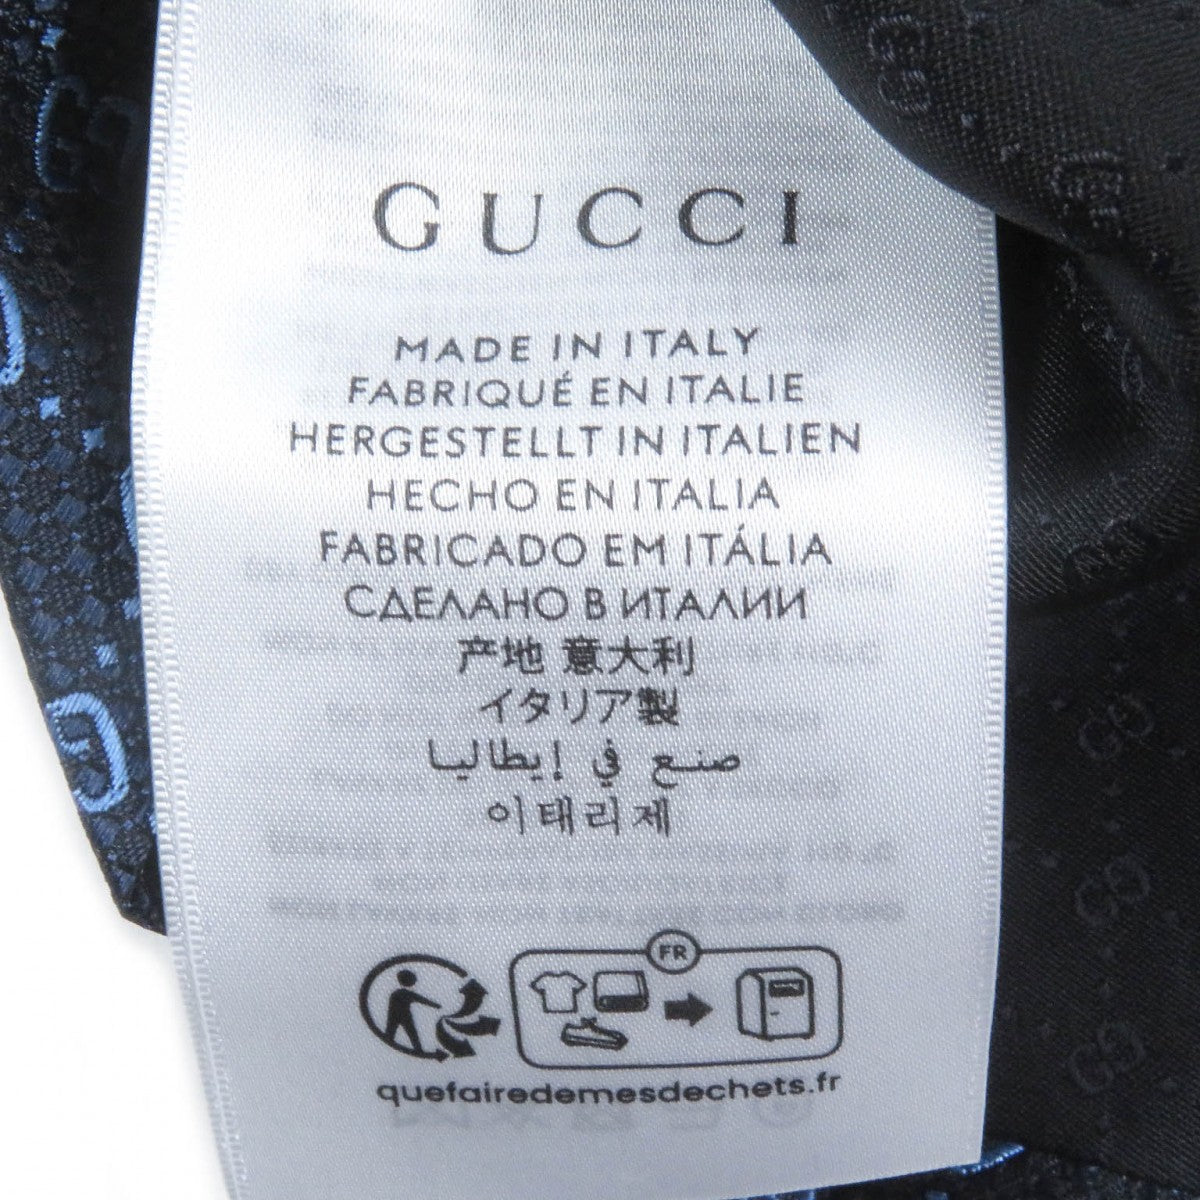 GUCCI
MADE IN ITALY
FABRIQUÉ EN ITALIE
HERGESTELLT IN ITALIEN
HECHO EN ITALIA
FABRICADO EM ITÁLIA
СДЕЛАНО В ИТАЛИИ
产地 意大利
イタリア製
صنع في إيطاليا
이태리제
FR
quefairedemesdechets.fr